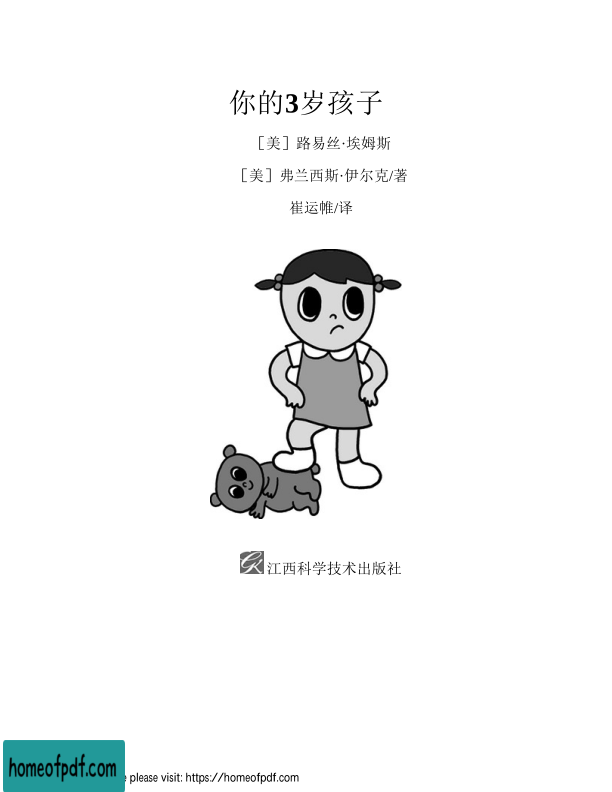 你的3岁孩子
［美］路易丝·埃姆斯
［美］弗兰西斯·伊尔克/著
崔运帷/译
江西科学技术出版社
homeofpdf.com
e please visit: https://homeofpdf.com